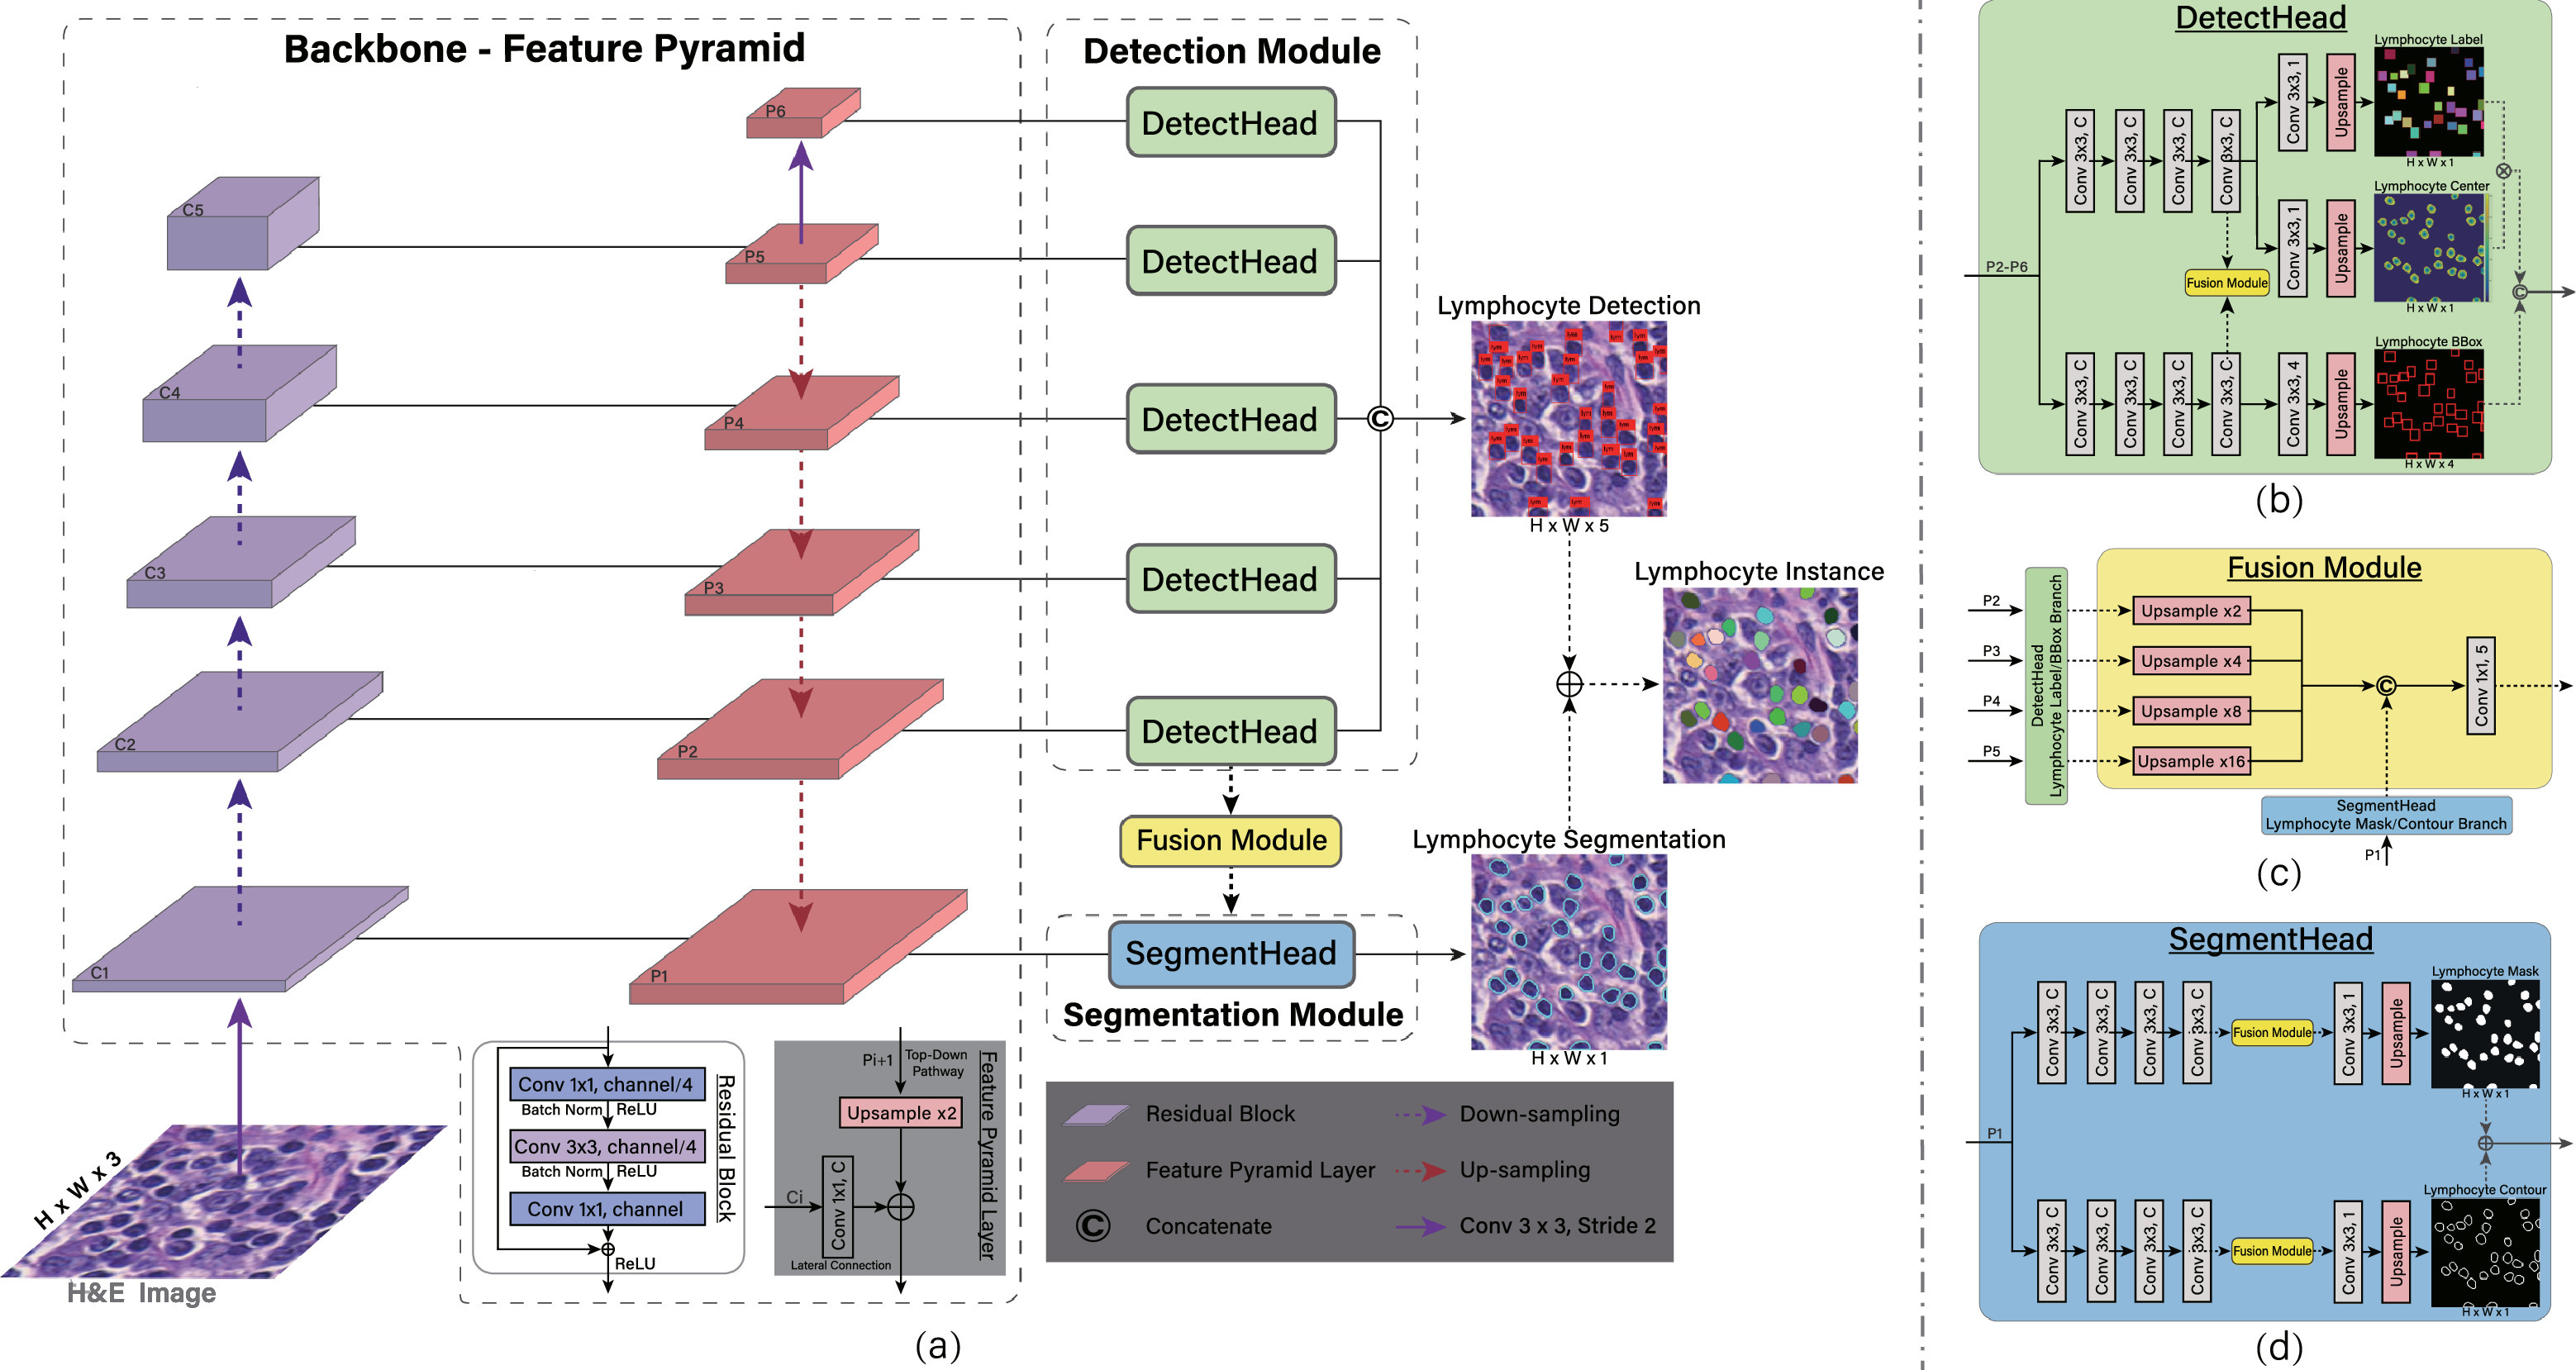 Backbone - Feature Pyramid
P6
C5
P5
C4
P4
C3
P3
C2
P2
C1
P1
H x W x 3
H&E Image
Conv 1x1, channel/4
Batch Norm ReLU
Conv 3x3, channel/4
Batch Norm ReLU
Conv 1x1, channel
ReLU
Residual Block
Pi+1
Top-Down
Pathway
Upsample x2
Ci
Conv 1x1, C
Lateral Connection
Feature Pyramid Layer
Detection Module
DetectHead
DetectHead
DetectHead
DetectHead
DetectHead
C
Fusion Module
SegmentHead
Segmentation Module
Lymphocyte Detection
H x W x 5
Lymphocyte Instance
Lymphocyte Segmentation
H x W x 1
Residual Block
Down-sampling
Feature Pyramid Layer
Up-sampling
C
Concatenate
Conv 3 x 3, Stride 2
(a)
DetectHead
P2-P6
Conv 3x3, C
Conv 3x3, C
Conv 3x3, C
Conv 3x3, C
Conv 3x3, 1
Upsample
Lymphocyte Label
H x W x 1
Conv 3x3, 1
Upsample
Lymphocyte Center
H x W x 1
Fusion Module
C
Conv 3x3, C
Conv 3x3, C
Conv 3x3, C
Conv 3x3, C
Conv 3x3, 4
Upsample
Lymphocyte BBox
H x W x 4
(b)
Fusion Module
P2
P3
P4
P5
DetectHead
Lymphocyte Label/BBox Branch
Upsample x2
Upsample x4
Upsample x8
Upsample x16
C
Conv 1x1, 5
SegmentHead
Lymphocyte Mask/Contour Branch
P1
(c)
SegmentHead
P1
Conv 3x3, C
Conv 3x3, C
Conv 3x3, C
Conv 3x3, C
Fusion Module
Conv 3x3, 1
Upsample
Lymphocyte Mask
H x W x 1
Conv 3x3, C
Conv 3x3, C
Conv 3x3, C
Conv 3x3, C
Fusion Module
Conv 3x3, 1
Upsample
Lymphocyte Contour
H x W x 1
(d)